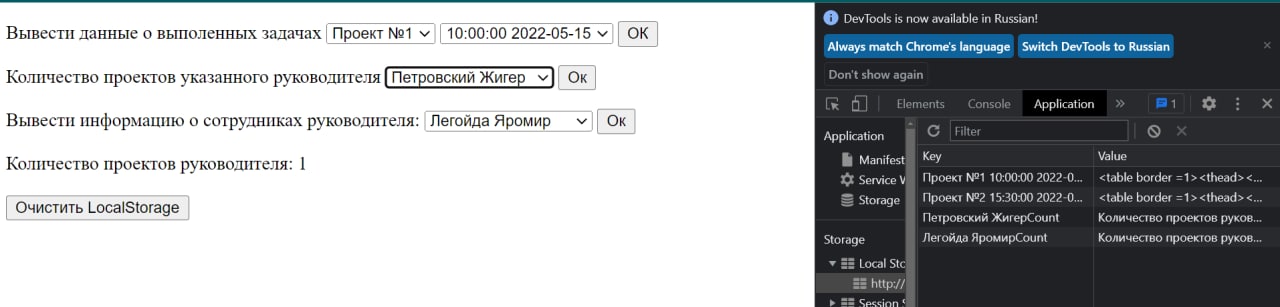 Вывести данные о выполенных задачах Проект №1 10:00:00 2022-05-15 ОК
Количество проектов указанного руководителя Петровский Жигер Ок
Вывести информацию о сотрудниках руководителя: Легойда Яромир Ок
Количество проектов руководителя: 1
Очистить LocalStorage
DevTools is now available in Russian!
Always match Chrome's language Switch DevTools to Russian
Don't show again
Elements Console Application » 1
Application
Manifest
Service W
Storage
Storage
Local Sto
http://
Session S
Filter
Key Value
Проект №1 10:00:00 2022-0... <table border =1><thead><...
Проект №2 15:30:00 2022-0... <table border =1><thead><...
Петровский ЖигерCount Количество проектов руков...
Легойда ЯромирCount Количество проектов руков...